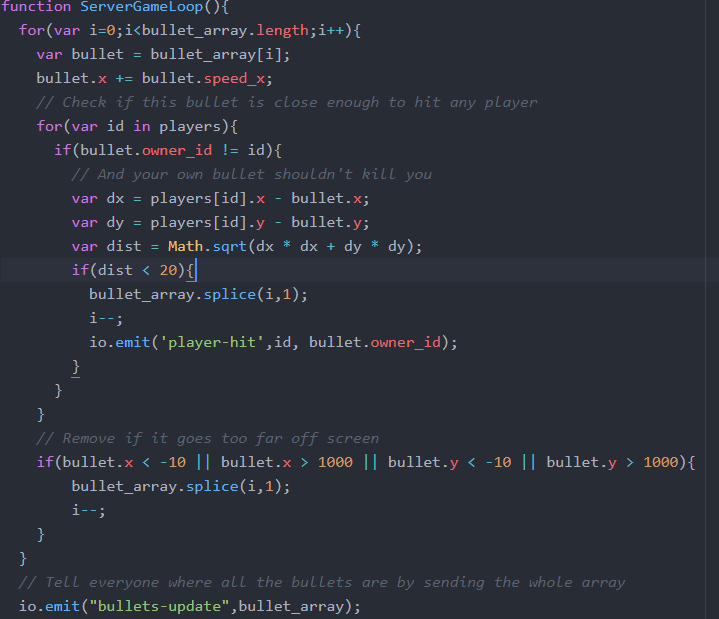 function ServerGameLoop(){
  for(var i=0;i<bullet_array.length;i++){
    var bullet = bullet_array[i];
    bullet.x += bullet.speed_x;
    // Check if this bullet is close enough to hit any player
    for(var id in players){
      if(bullet.owner_id != id){
        // And your own bullet shouldn't kill you
        var dx = players[id].x - bullet.x;
        var dy = players[id].y - bullet.y;
        var dist = Math.sqrt(dx * dx + dy * dy);
        if(dist < 20){
          bullet_array.splice(i,1);
          i--;
          io.emit('player-hit',id, bullet.owner_id);
        }
      }
    }
    // Remove if it goes too far off screen
    if(bullet.x < -10 || bullet.x > 1000 || bullet.y < -10 || bullet.y > 1000){
        bullet_array.splice(i,1);
        i--;
    }
  }
  // Tell everyone where all the bullets are by sending the whole array
  io.emit("bullets-update",bullet_array);